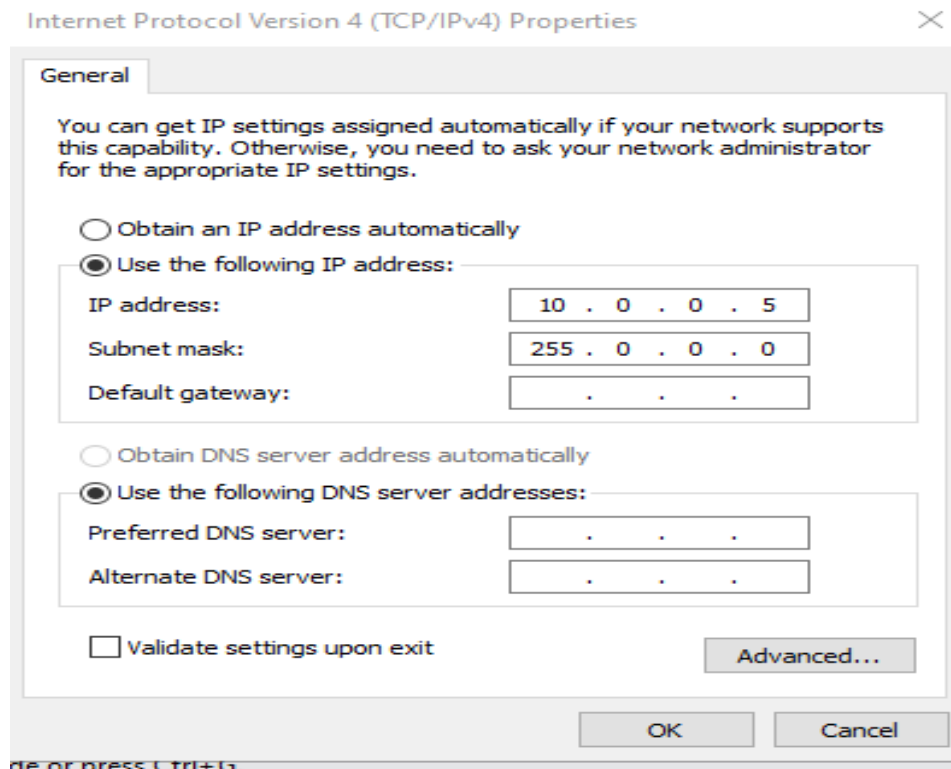 Internet Protocol Version 4 (TCP/IPv4) Properties
General
You can get IP settings assigned automatically if your network supports
this capability. Otherwise, you need to ask your network administrator
for the appropriate IP settings.
Obtain an IP address automatically
Use the following IP address:
IP address: 10 . 0 . 0 . 5
Subnet mask: 255 . 0 . 0 . 0
Default gateway: . . .
Obtain DNS server address automatically
Use the following DNS server addresses:
Preferred DNS server: . . .
Alternate DNS server: . . .
Validate settings upon exit
Advanced...
OK Cancel
or press Ctrl+